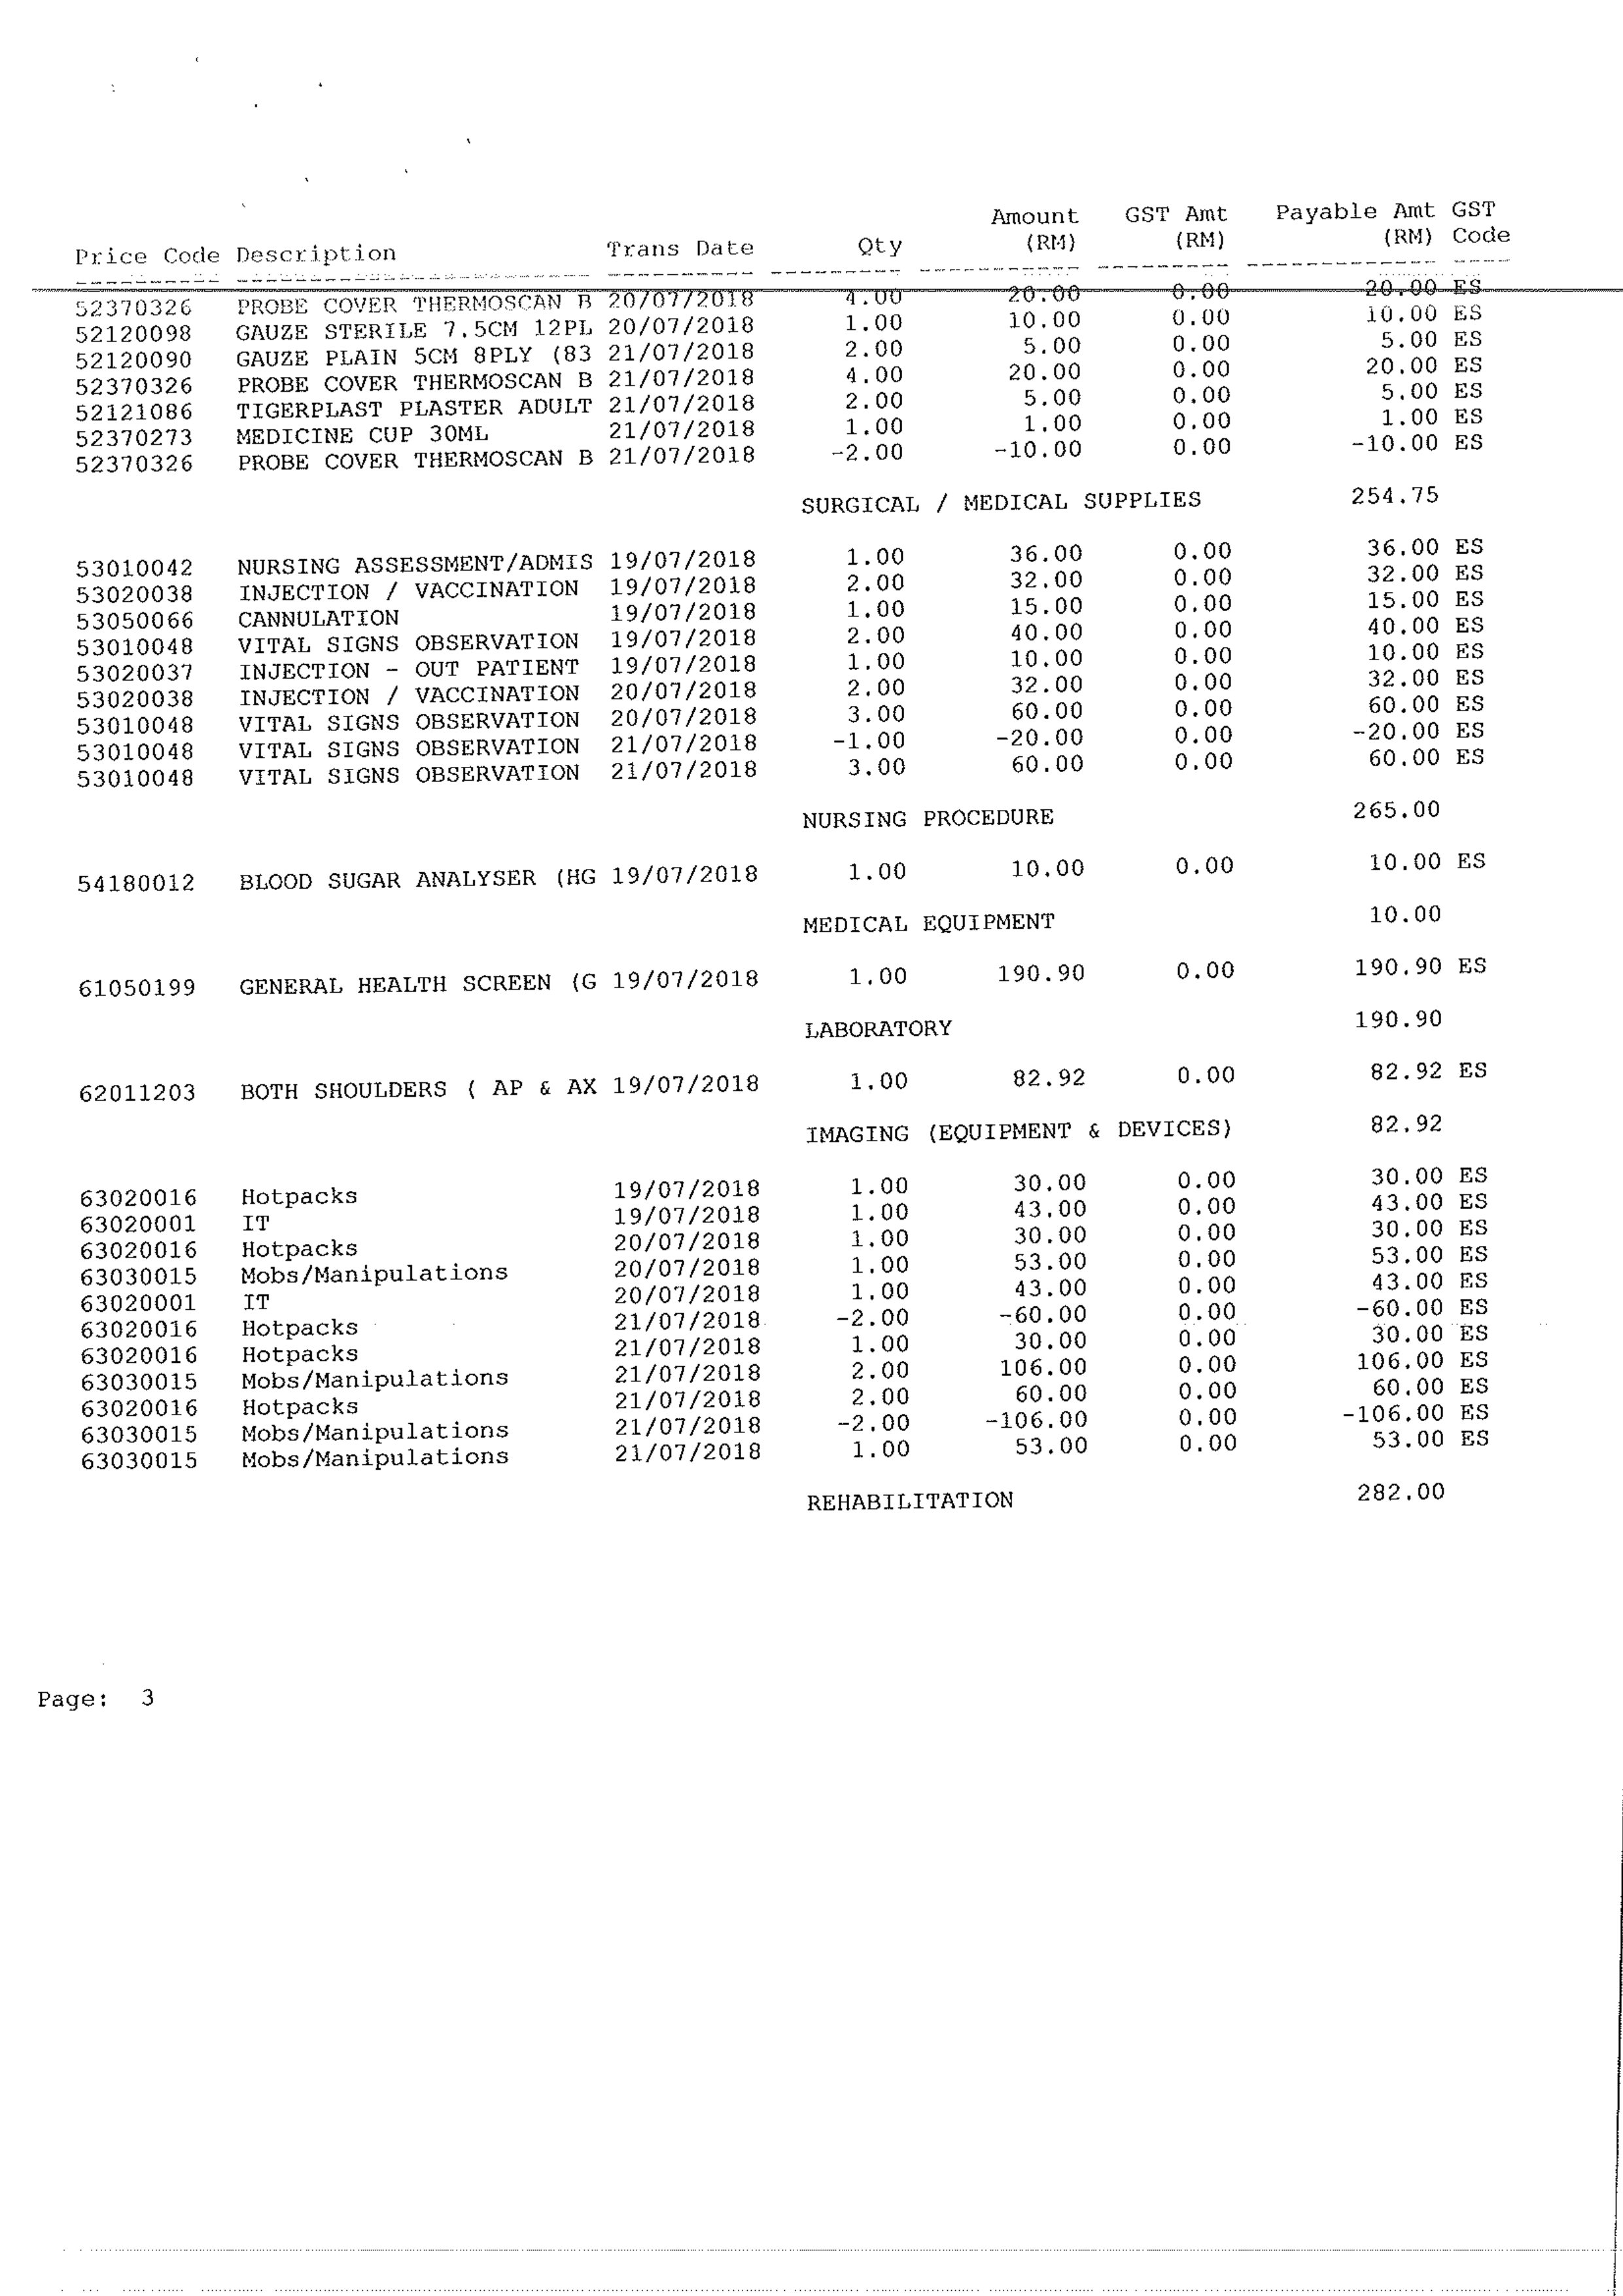 Amount GST Amt Payable Amt GST
Price Code Description Trans Date Qty (RM) (RM) (RM) Code
52370326 PROBE COVER THERMOSCAN B 20/07/2018 4.00 20.00 0.00 20.00 ES
52120098 GAUZE STERILE 7.5CM 12PL 20/07/2018 1.00 10.00 0.00 10.00 ES
52120090 GAUZE PLAIN 5CM 8PLY (83 21/07/2018 2.00 5.00 0.00 5.00 ES
52370326 PROBE COVER THERMOSCAN B 21/07/2018 4.00 20.00 0.00 20.00 ES
52121086 TIGERPLAST PLASTER ADULT 21/07/2018 2.00 5.00 0.00 5.00 ES
52370273 MEDICINE CUP 30ML 21/07/2018 1.00 1.00 0.00 1.00 ES
52370326 PROBE COVER THERMOSCAN B 21/07/2018 -2.00 -10.00 0.00 -10.00 ES
SURGICAL / MEDICAL SUPPLIES 254.75
53010042 NURSING ASSESSMENT/ADMIS 19/07/2018 1.00 36.00 0.00 36.00 ES
53020038 INJECTION / VACCINATION 19/07/2018 2.00 32.00 0.00 32.00 ES
53050066 CANNULATION 19/07/2018 1.00 15.00 0.00 15.00 ES
53010048 VITAL SIGNS OBSERVATION 19/07/2018 2.00 40.00 0.00 40.00 ES
53020037 INJECTION - OUT PATIENT 19/07/2018 1.00 10.00 0.00 10.00 ES
53020038 INJECTION / VACCINATION 20/07/2018 2.00 32.00 0.00 32.00 ES
53010048 VITAL SIGNS OBSERVATION 20/07/2018 3.00 60.00 0.00 60.00 ES
53010048 VITAL SIGNS OBSERVATION 21/07/2018 -1.00 -20.00 0.00 -20.00 ES
53010048 VITAL SIGNS OBSERVATION 21/07/2018 3.00 60.00 0.00 60.00 ES
NURSING PROCEDURE 265.00
54180012 BLOOD SUGAR ANALYSER (HG 19/07/2018 1.00 10.00 0.00 10.00 ES
MEDICAL EQUIPMENT 10.00
61050199 GENERAL HEALTH SCREEN (G 19/07/2018 1.00 190.90 0.00 190.90 ES
LABORATORY 190.90
62011203 BOTH SHOULDERS ( AP & AX 19/07/2018 1.00 82.92 0.00 82.92 ES
IMAGING (EQUIPMENT & DEVICES) 82.92
63020016 Hotpacks 19/07/2018 1.00 30.00 0.00 30.00 ES
63020001 IT 19/07/2018 1.00 43.00 0.00 43.00 ES
63020016 Hotpacks 20/07/2018 1.00 30.00 0.00 30.00 ES
63030015 Mobs/Manipulations 20/07/2018 1.00 53.00 0.00 53.00 ES
63020001 IT 20/07/2018 1.00 43.00 0.00 43.00 ES
63020016 Hotpacks 21/07/2018 -2.00 -60.00 0.00 -60.00 ES
63020016 Hotpacks 21/07/2018 1.00 30.00 0.00 30.00 ES
63030015 Mobs/Manipulations 21/07/2018 2.00 106.00 0.00 106.00 ES
63020016 Hotpacks 21/07/2018 2.00 60.00 0.00 60.00 ES
63030015 Mobs/Manipulations 21/07/2018 -2.00 -106.00 0.00 -106.00 ES
63030015 Mobs/Manipulations 21/07/2018 1.00 53.00 0.00 53.00 ES
REHABILITATION 282.00
Page: 3